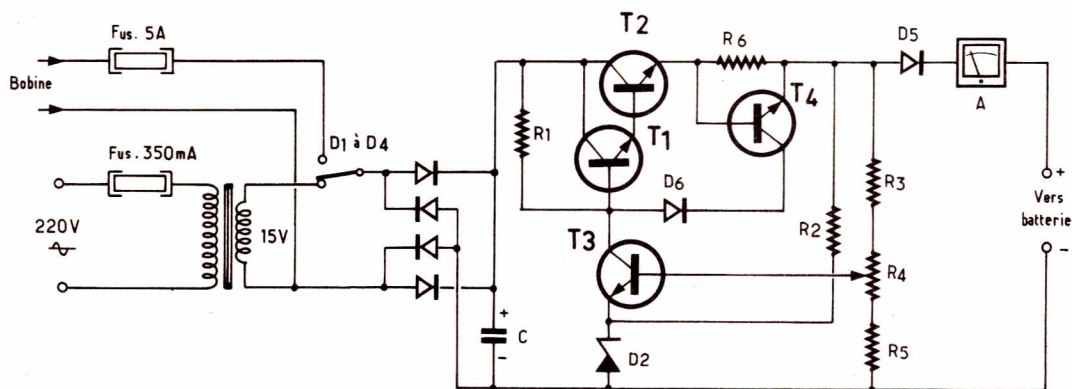 Fus. 5A
Bobine
Fus. 350mA
220V
15V
D1 à D4
+
C
-
R1
T2
T1
T3
D6
R6
T4
R2
D2
D5
A
R3
R4
R5
+
Vers
batterie
-